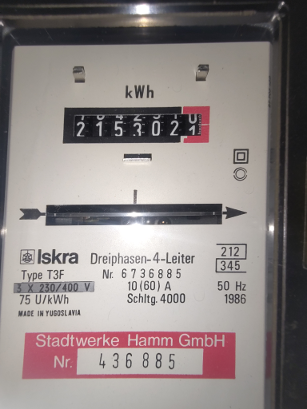 kWh
215302
Iskra
Dreiphasen-4-Leiter
212
345
Type T3F
Nr. 6736885
3 X 230/400 V
10(60) A
50 Hz
75 U/kWh
Schltg. 4000
1986
MADE IN YUGOSLAVIA
Stadtwerke Hamm GmbH
Nr. 436885